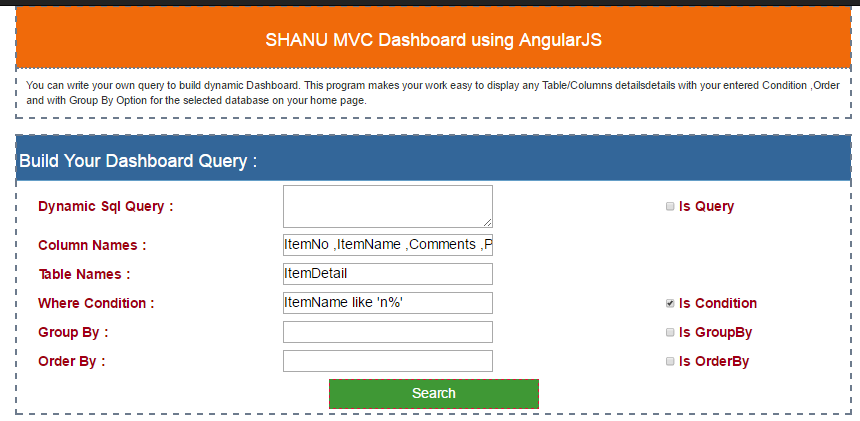 SHANU MVC Dashboard using AngularJS
You can write your own query to build dynamic Dashboard. This program makes your work easy to display any Table/Columns detailsdetails with your entered Condition ,Order
and with Group By Option for the selected database on your home page.
Build Your Dashboard Query :
Dynamic Sql Query : Is Query
Column Names : ItemNo ,ItemName ,Comments ,P
Table Names : ItemDetail
Where Condition : ItemName like 'n%' Is Condition
Group By : Is GroupBy
Order By : Is OrderBy
Search